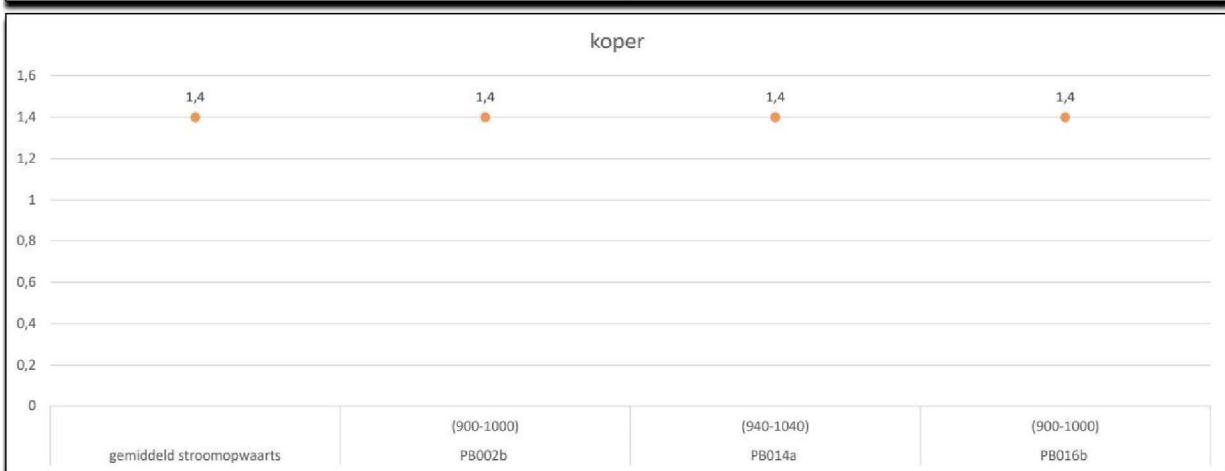 koper
1,6
1,4
1,2
1
0,8
0,6
0,4
0,2
0
1,4 1,4 1,4 1,4
(900-1000) (940-1040) (900-1000)
gemiddeld stroomopwaarts PB002b PB014a PB016b